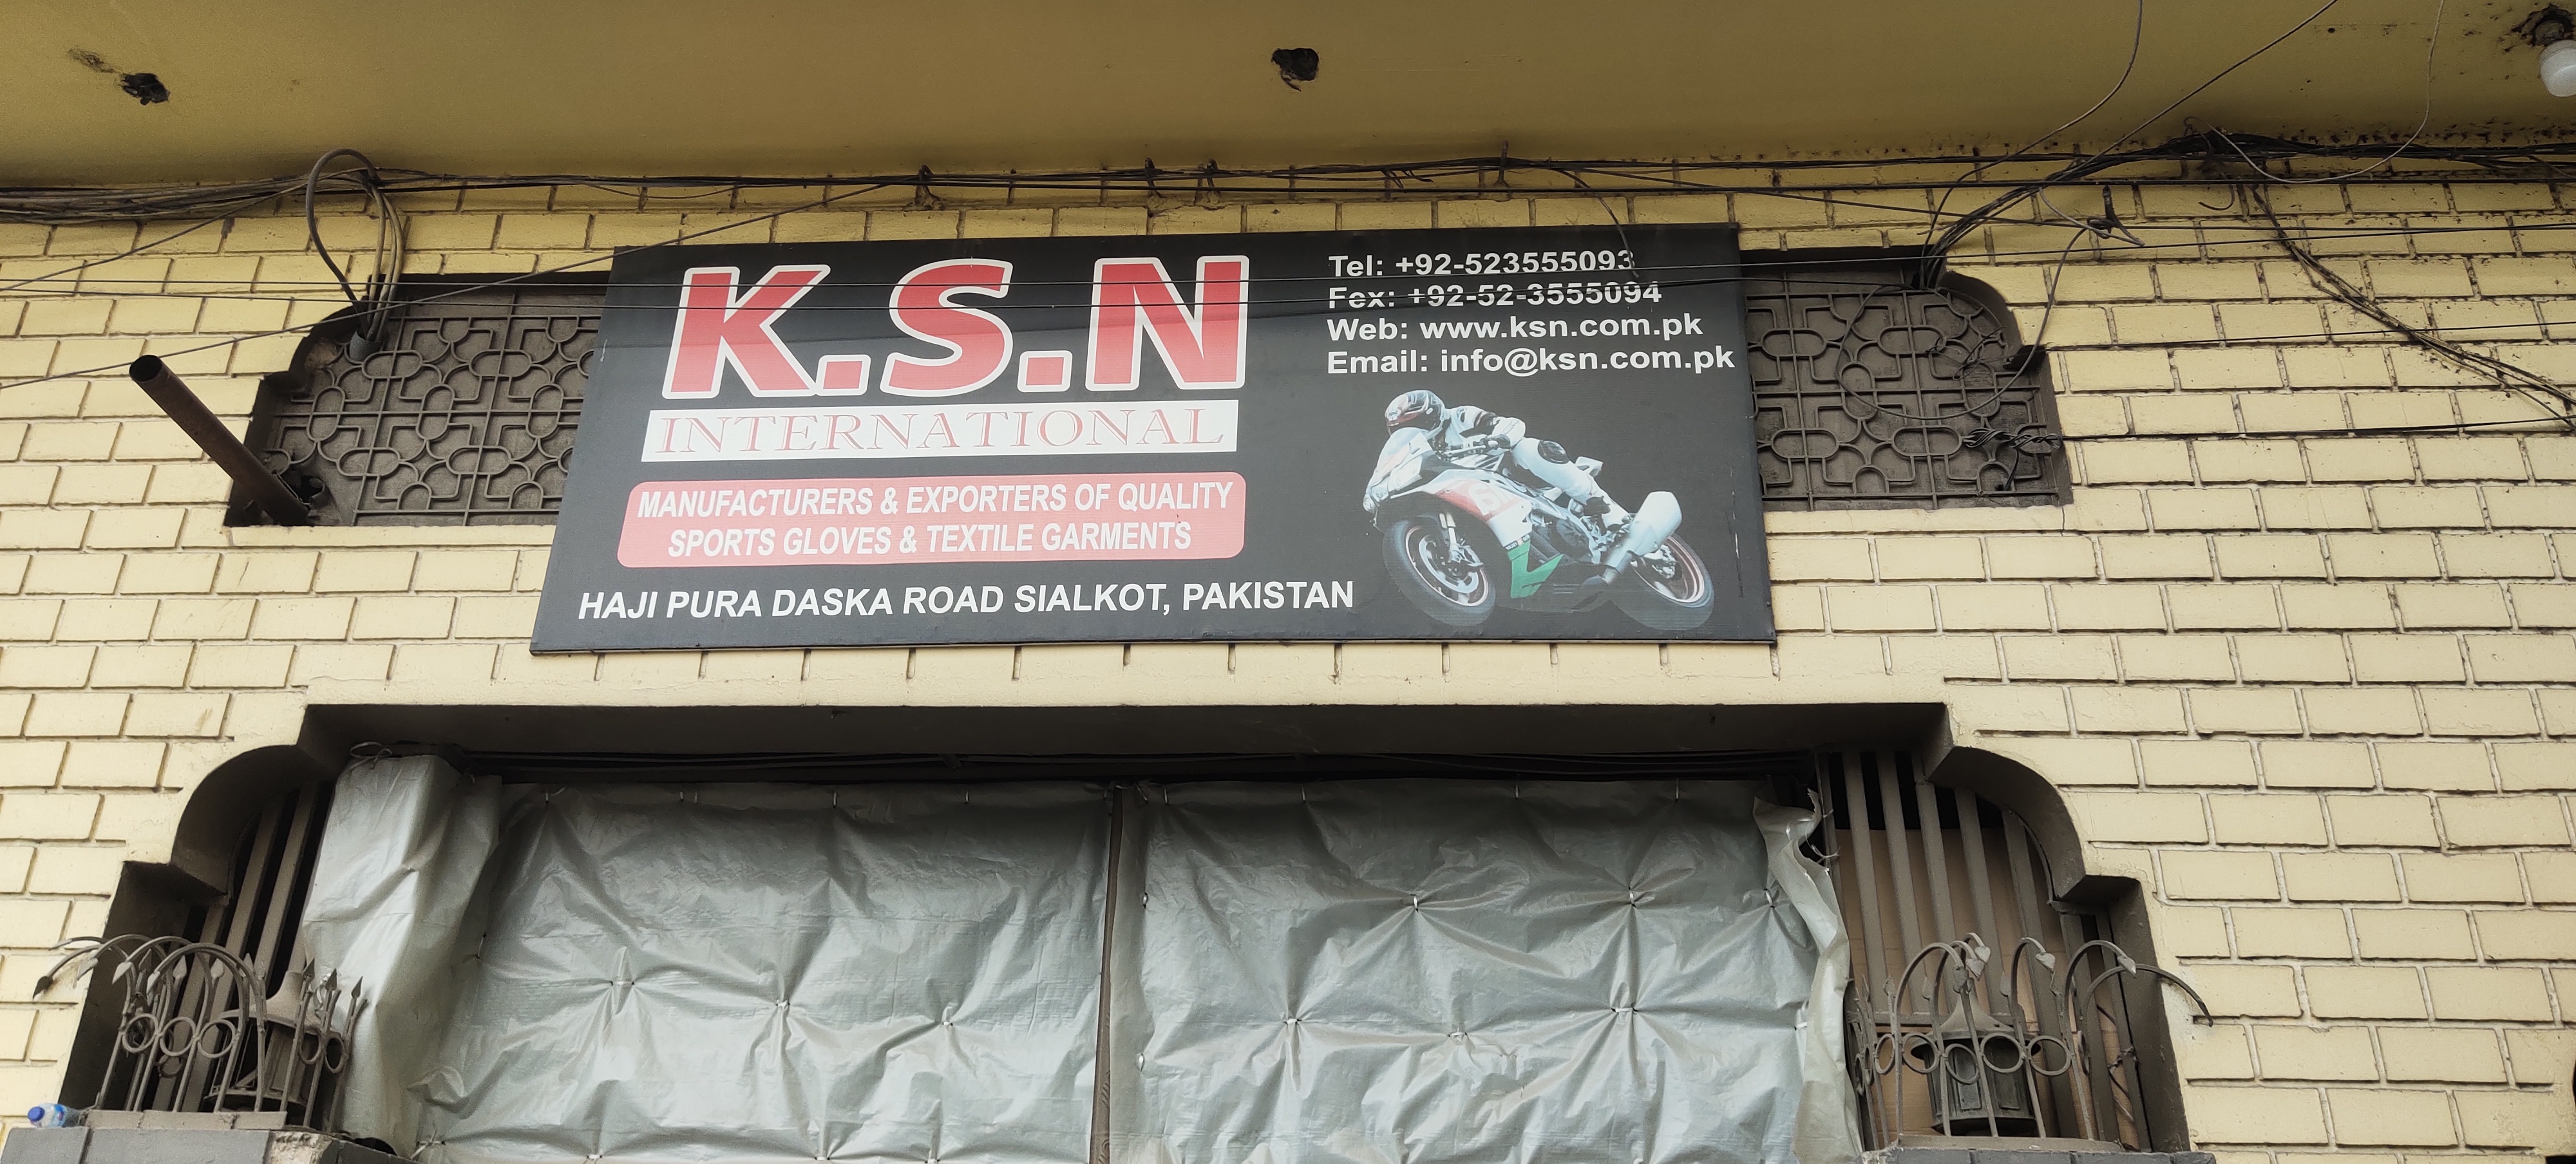 K.S.N
INTERNATIONAL
MANUFACTURERS & EXPORTERS OF QUALITY
SPORTS GLOVES & TEXTILE GARMENTS
HAJI PURA DASKA ROAD SIALKOT, PAKISTAN
Tel: +92-523555093
Fex: +92-52-3555094
Web: www.ksn.com.pk
Email: info@ksn.com.pk